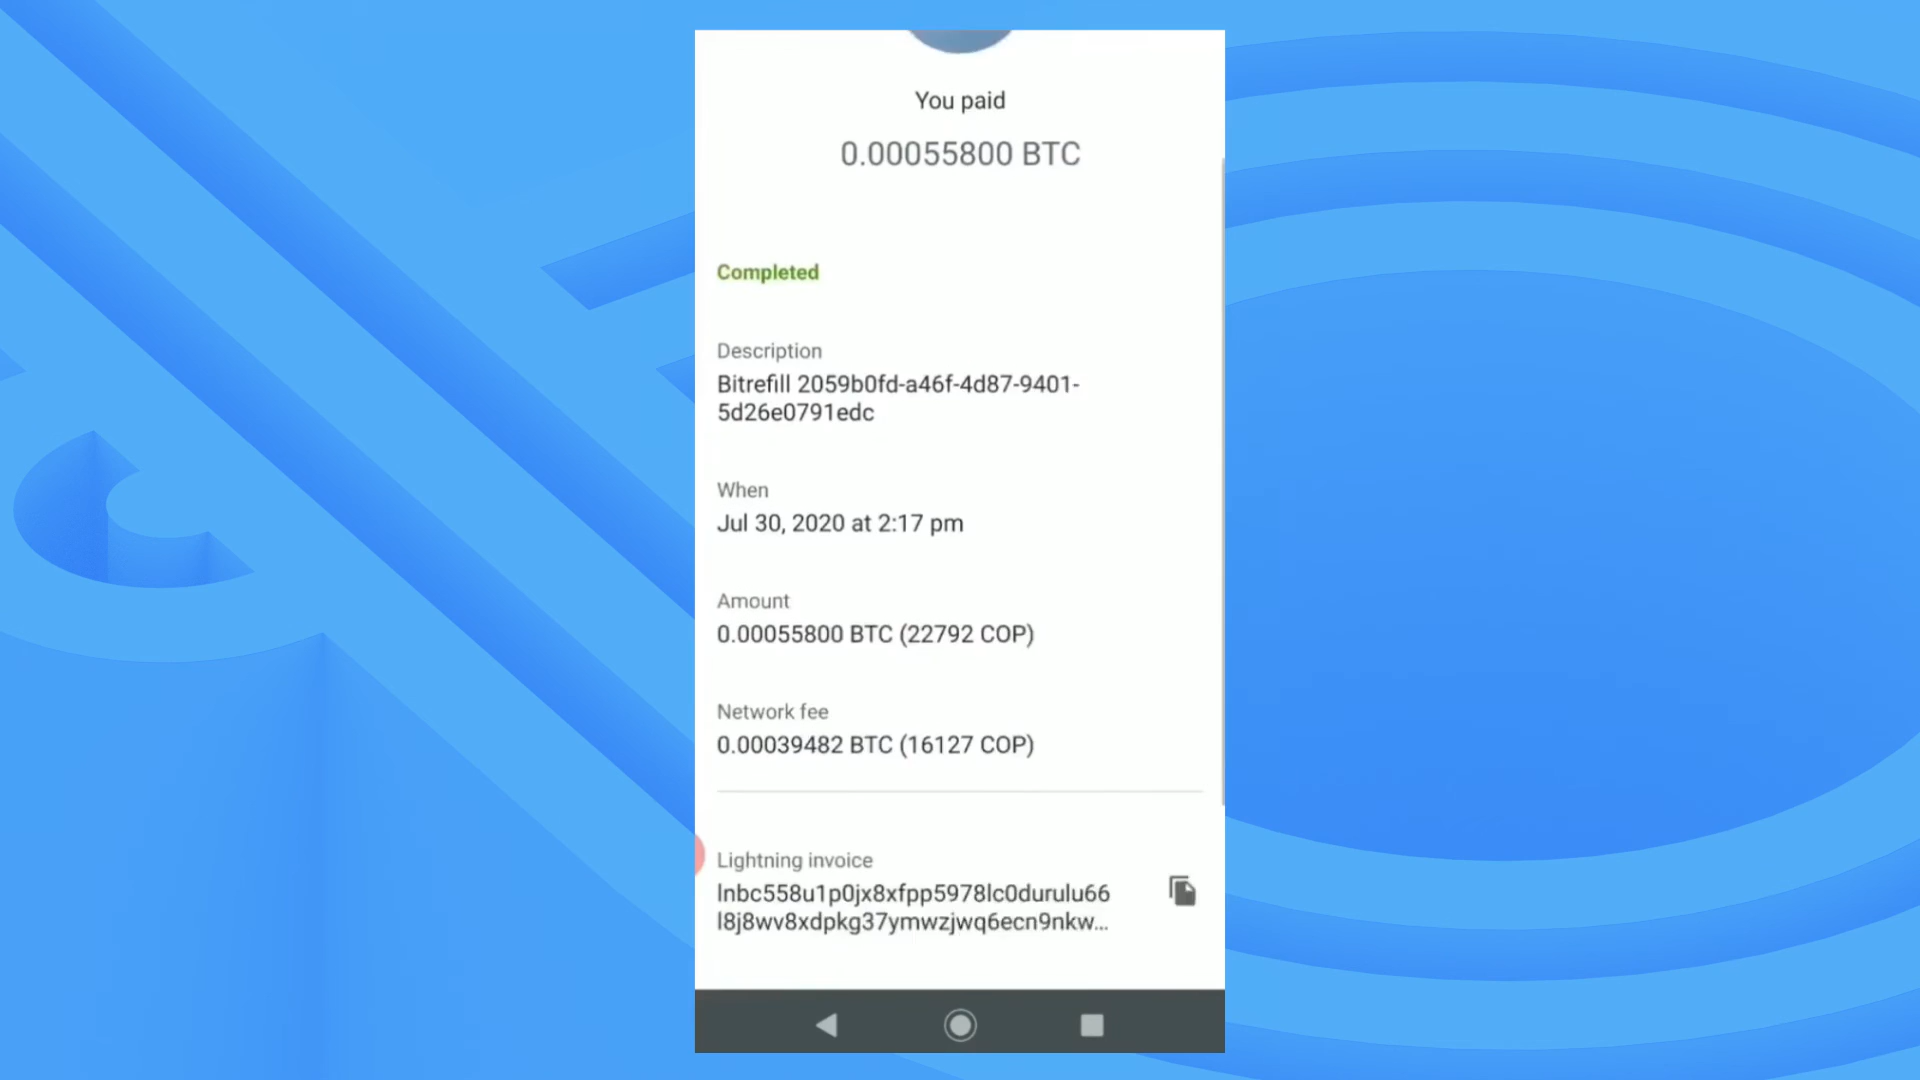 You paid
0.00055800 BTC
Completed
Description
Bitrefill 2059b0fd-a46f-4d87-9401-
5d26e0791edc
When
Jul 30, 2020 at 2:17 pm
Amount
0.00055800 BTC (22792 COP)
Network fee
0.00039482 BTC (16127 COP)
Lightning invoice
lnbc558u1p0jx8xfpp5978lc0durulu66
l8j8wv8xdpkg37ymwzjwq6ecn9nkw...